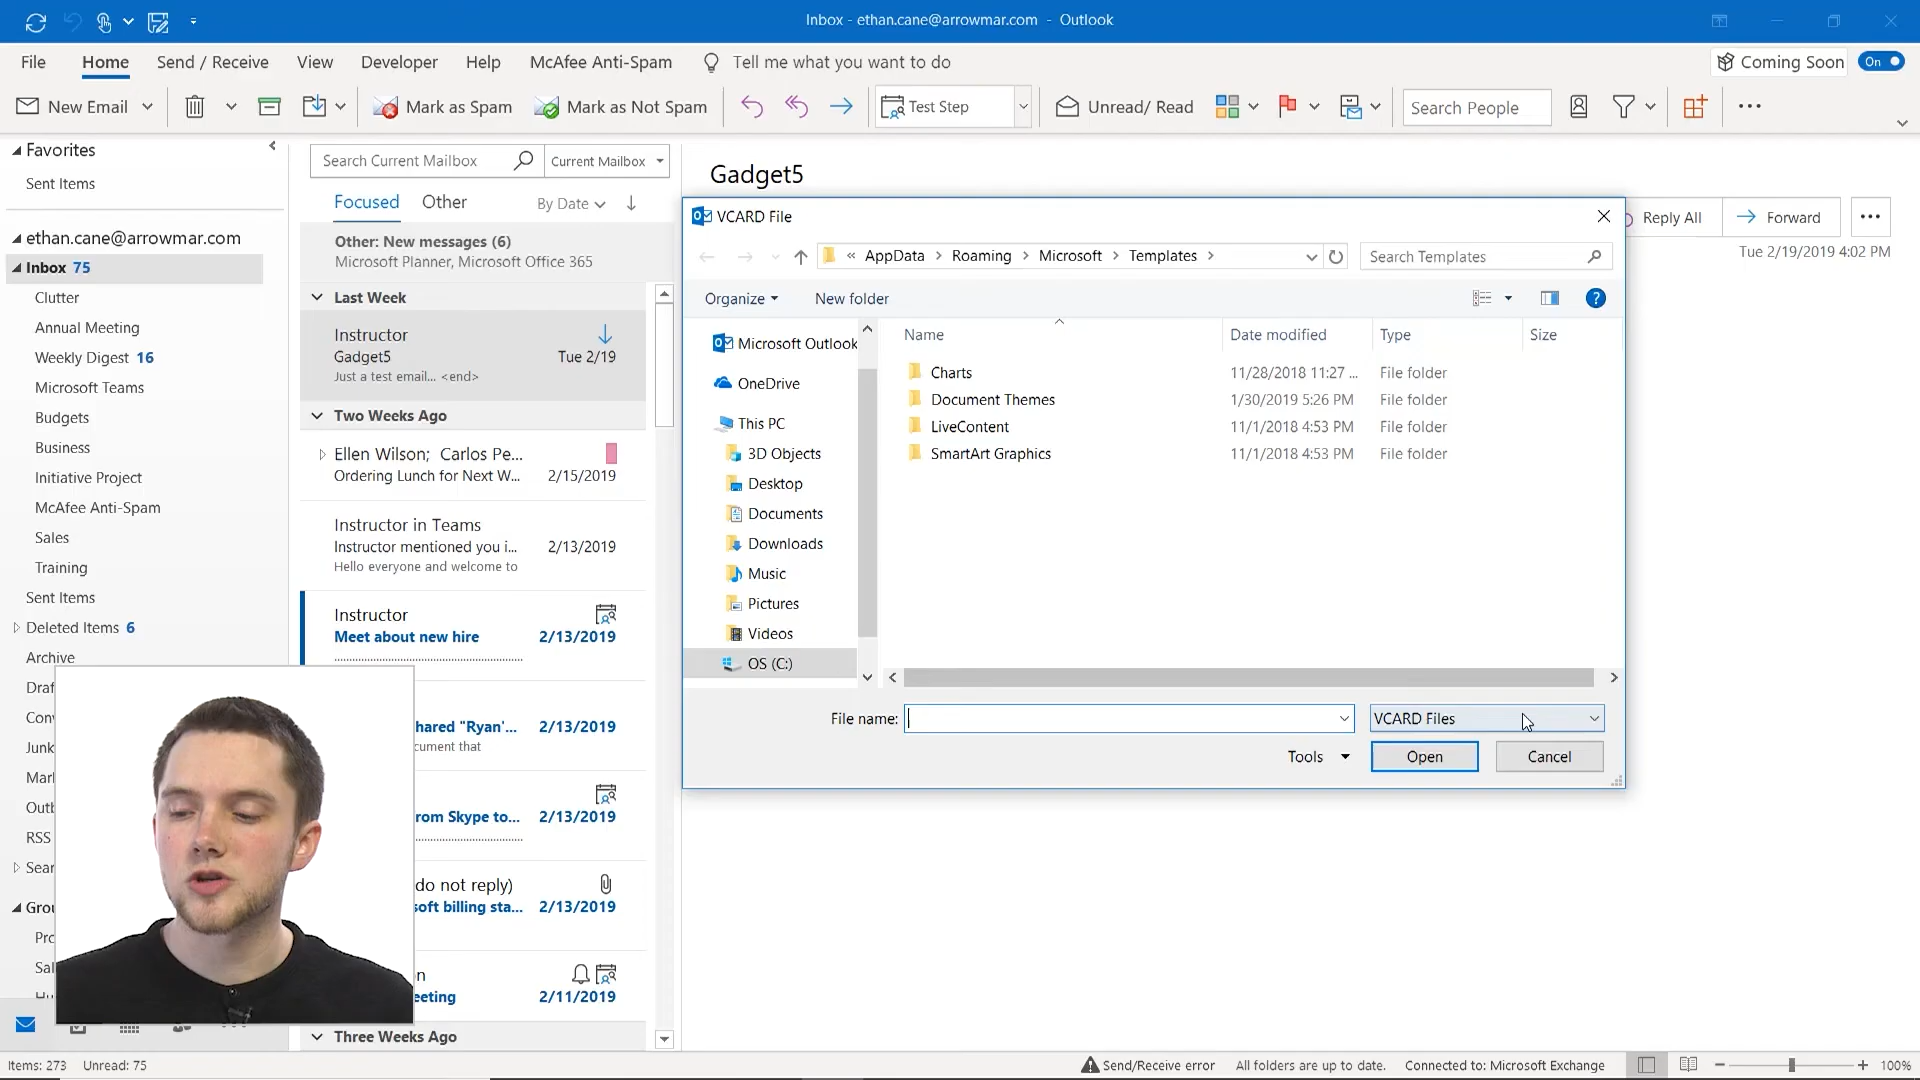 Inbox - ethan.cane@arrowmar.com - Outlook
File Home Send / Receive View Developer Help McAfee Anti-Spam Tell me what you want to do Coming Soon On
New Email Mark as Spam Mark as Not Spam Test Step Unread/ Read Search People
Favorites
Sent Items
ethan.cane@arrowmar.com
Inbox 75
Clutter
Annual Meeting
Weekly Digest 16
Microsoft Teams
Budgets
Business
Initiative Project
McAfee Anti-Spam
Sales
Training
Sent Items
Deleted Items 6
Archive
Draf
Con
Junk
Mar
Outb
RSS
Sear
Grou
Pro
Sal
Search Current Mailbox Current Mailbox
Focused Other By Date
Other: New messages (6)
Microsoft Planner, Microsoft Office 365
Last Week
Instructor
Gadget5 Tue 2/19
Just a test email... <end>
Two Weeks Ago
Ellen Wilson; Carlos Pe...
Ordering Lunch for Next W... 2/15/2019
Instructor in Teams
Instructor mentioned you i... 2/13/2019
Hello everyone and welcome to
Instructor
Meet about new hire 2/13/2019
hared "Ryan'... 2/13/2019
cument that
rom Skype to... 2/13/2019
do not reply)
soft billing sta... 2/13/2019
n
eeting 2/11/2019
Three Weeks Ago
Gadget5
Reply All Forward
Tue 2/19/2019 4:02 PM
VCARD File
« AppData Roaming Microsoft Templates Search Templates
Organize New folder
Microsoft Outlook
OneDrive
This PC
3D Objects
Desktop
Documents
Downloads
Music
Pictures
Videos
OS (C:)
Name Date modified Type Size
Charts 11/28/2018 11:27 ... File folder
Document Themes 1/30/2019 5:26 PM File folder
LiveContent 11/1/2018 4:53 PM File folder
SmartArt Graphics 11/1/2018 4:53 PM File folder
File name: VCARD Files
Tools Open Cancel
Items: 273 Unread: 75 Send/Receive error All folders are up to date. Connected to: Microsoft Exchange 100%